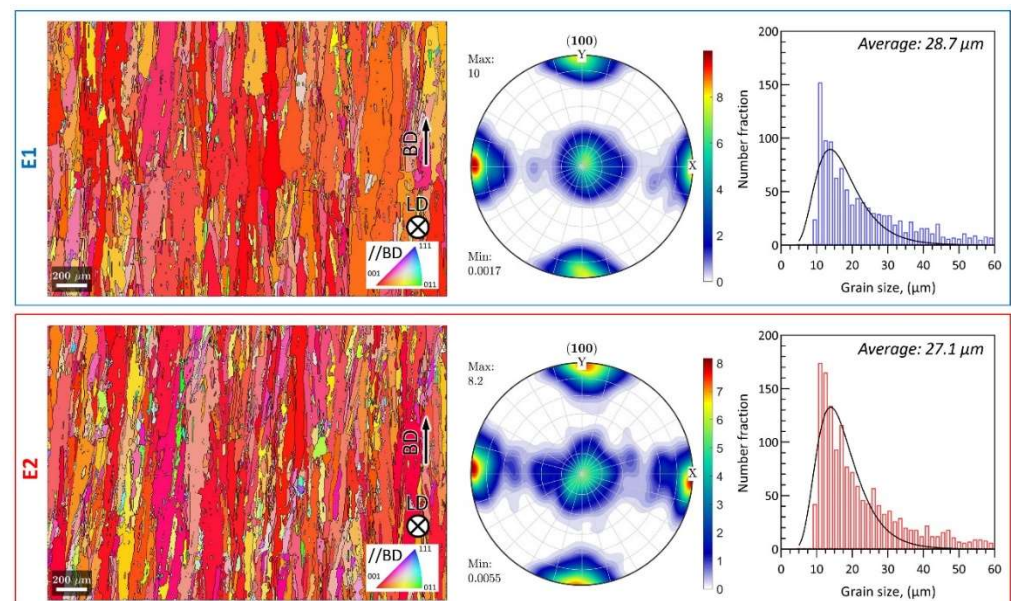 E1
BD
LD
//BD
111
001
011
200 μm
(100)
Y
X
Max:
10
Min:
0.0017
8
6
4
2
0
Average: 28.7 μm
Number fraction
200
150
100
50
0
0 10 20 30 40 50 60
Grain size, (μm)
E2
BD
LD
//BD
111
001
011
200 μm
(100)
Y
X
Max:
8.2
Min:
0.0055
8
7
6
5
4
3
2
1
0
Average: 27.1 μm
Number fraction
200
150
100
50
0
0 10 20 30 40 50 60
Grain size, (μm)